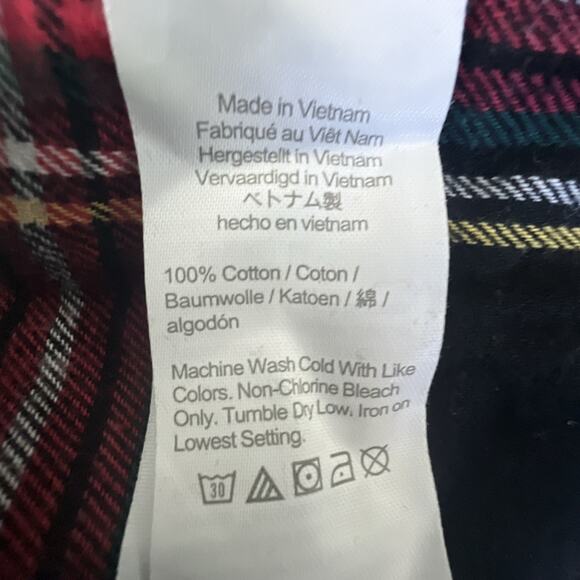 Made in Vietnam
Fabriqué au Viêt Nam
Hergestellt in Vietnam
Vervaardigd in Vietnam
ベトナム製
hecho en vietnam
100% Cotton / Coton /
Baumwolle / Katoen / 綿 /
algodón
Machine Wash Cold With Like
Colors. Non-Chlorine Bleach
Only. Tumble Dry Low. Iron on
Lowest Setting.
30